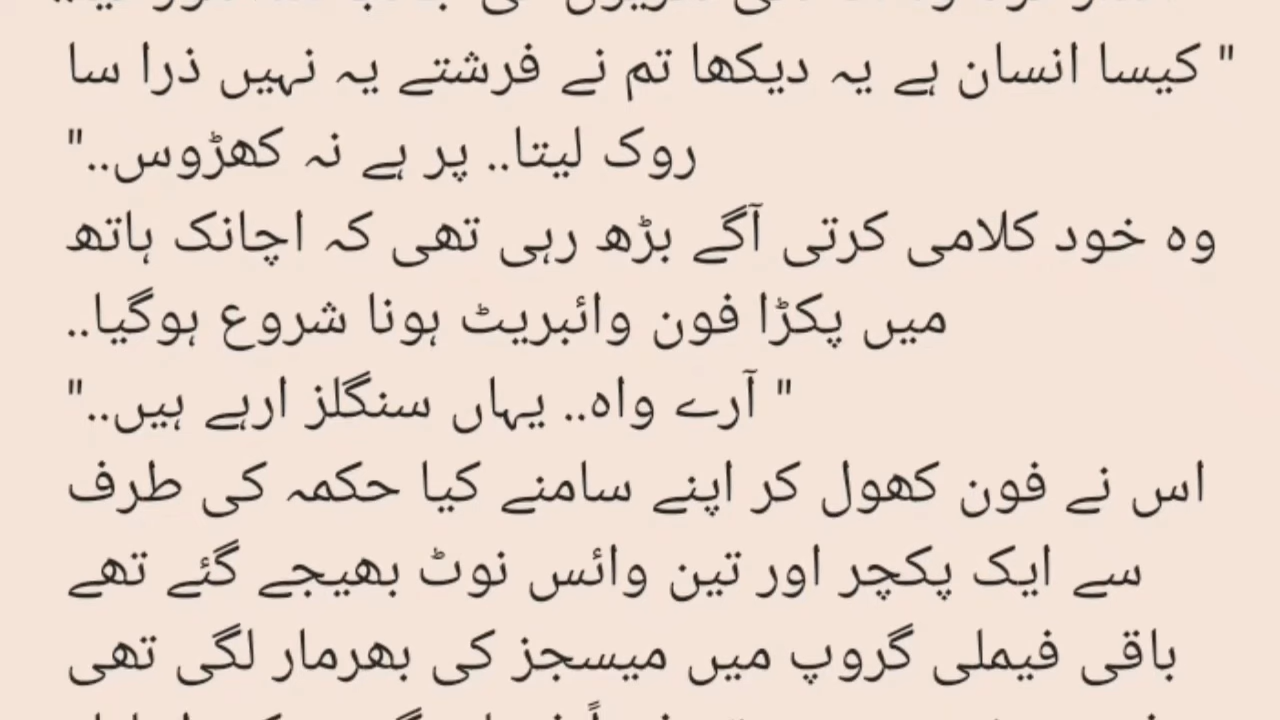 " کیسا انسان ہے یہ دیکھا تم نے فرشتے یہ نہیں ذرا سا
روک لیتا.. پر ہے نہ کھڑوس.."
وہ خود کلامی کرتی آگے بڑھ رہی تھی کہ اچانک ہاتھ
میں پکڑا فون وائبریٹ ہونا شروع ہوگیا..
" آرے واہ.. یہاں سنگلز ارہے ہیں.."
اس نے فون کھول کر اپنے سامنے کیا حکمہ کی طرف
سے ایک پکچر اور تین وائس نوٹ بھیجے گئے تھے
باقی فیملی گروپ میں میسجز کی بھرمار لگی تھی